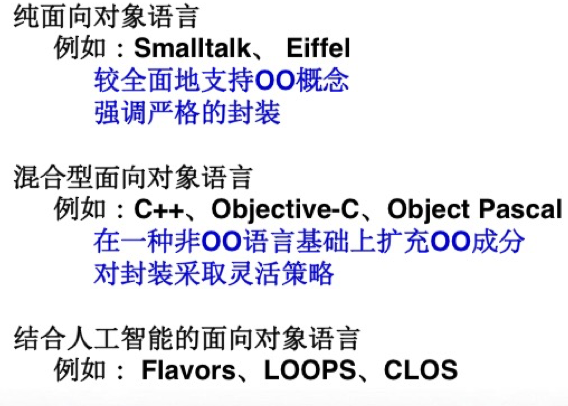 纯面向对象语言
例如：Smalltalk、 Eiffel
较全面地支持OO概念
强调严格的封装
混合型面向对象语言
例如：C++、Objective-C、Object Pascal
在一种非OO语言基础上扩充OO成分
对封装采取灵活策略
结合人工智能的面向对象语言
例如： Flavors、LOOPS、CLOS